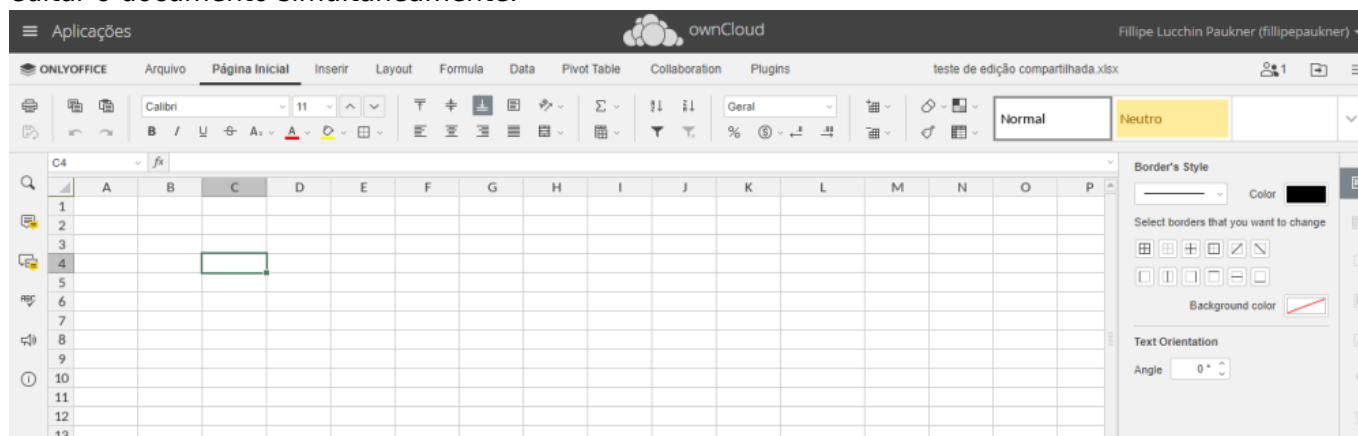 editar o documento simultaneamente.
Aplicações ownCloud Fillipe Lucchin Paukner (fillipepaukner)
ONLYOFFICE Arquivo Página Inicial Inserir Layout Formula Data Pivot Table Collaboration Plugins teste de edição compartilhada.xlsx 1
Calibri 11 Geral
Normal Neutro
C4 fx
A B C D E F G H I J K L M N O P
1
2
3
4
5
6
7
8
9
10
11
12
13
Border's Style
Color
Select borders that you want to change
Background color
Text Orientation
Angle 0 °